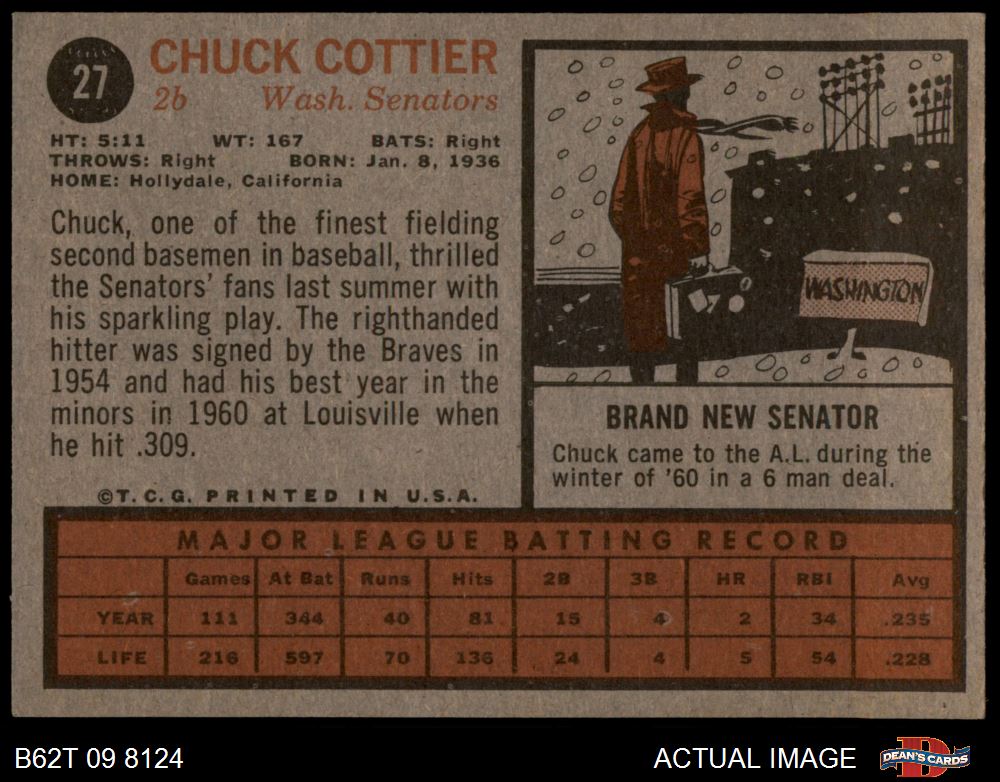 27
CHUCK COTTIER
2b Wash. Senators
HT: 5:11 WT: 167 BATS: Right
THROWS: Right BORN: Jan. 8, 1936
HOME: Hollydale, California
Chuck, one of the finest fielding
second basemen in baseball, thrilled
the Senators' fans last summer with
his sparkling play. The righthanded
hitter was signed by the Braves in
1954 and had his best year in the
minors in 1960 at Louisville when
he hit .309.
©T.C.G. PRINTED IN U.S.A.
WASHINGTON
BRAND NEW SENATOR
Chuck came to the A.L. during the
winter of '60 in a 6 man deal.
MAJOR LEAGUE BATTING RECORD
Games At Bat Runs Hits 2B 3B HR RBI Avg
YEAR 111 344 40 81 15 4 2 34 .235
LIFE 216 597 70 136 24 4 5 54 .228
B62T 09 8124
ACTUAL IMAGE
DEAN'S CARDS